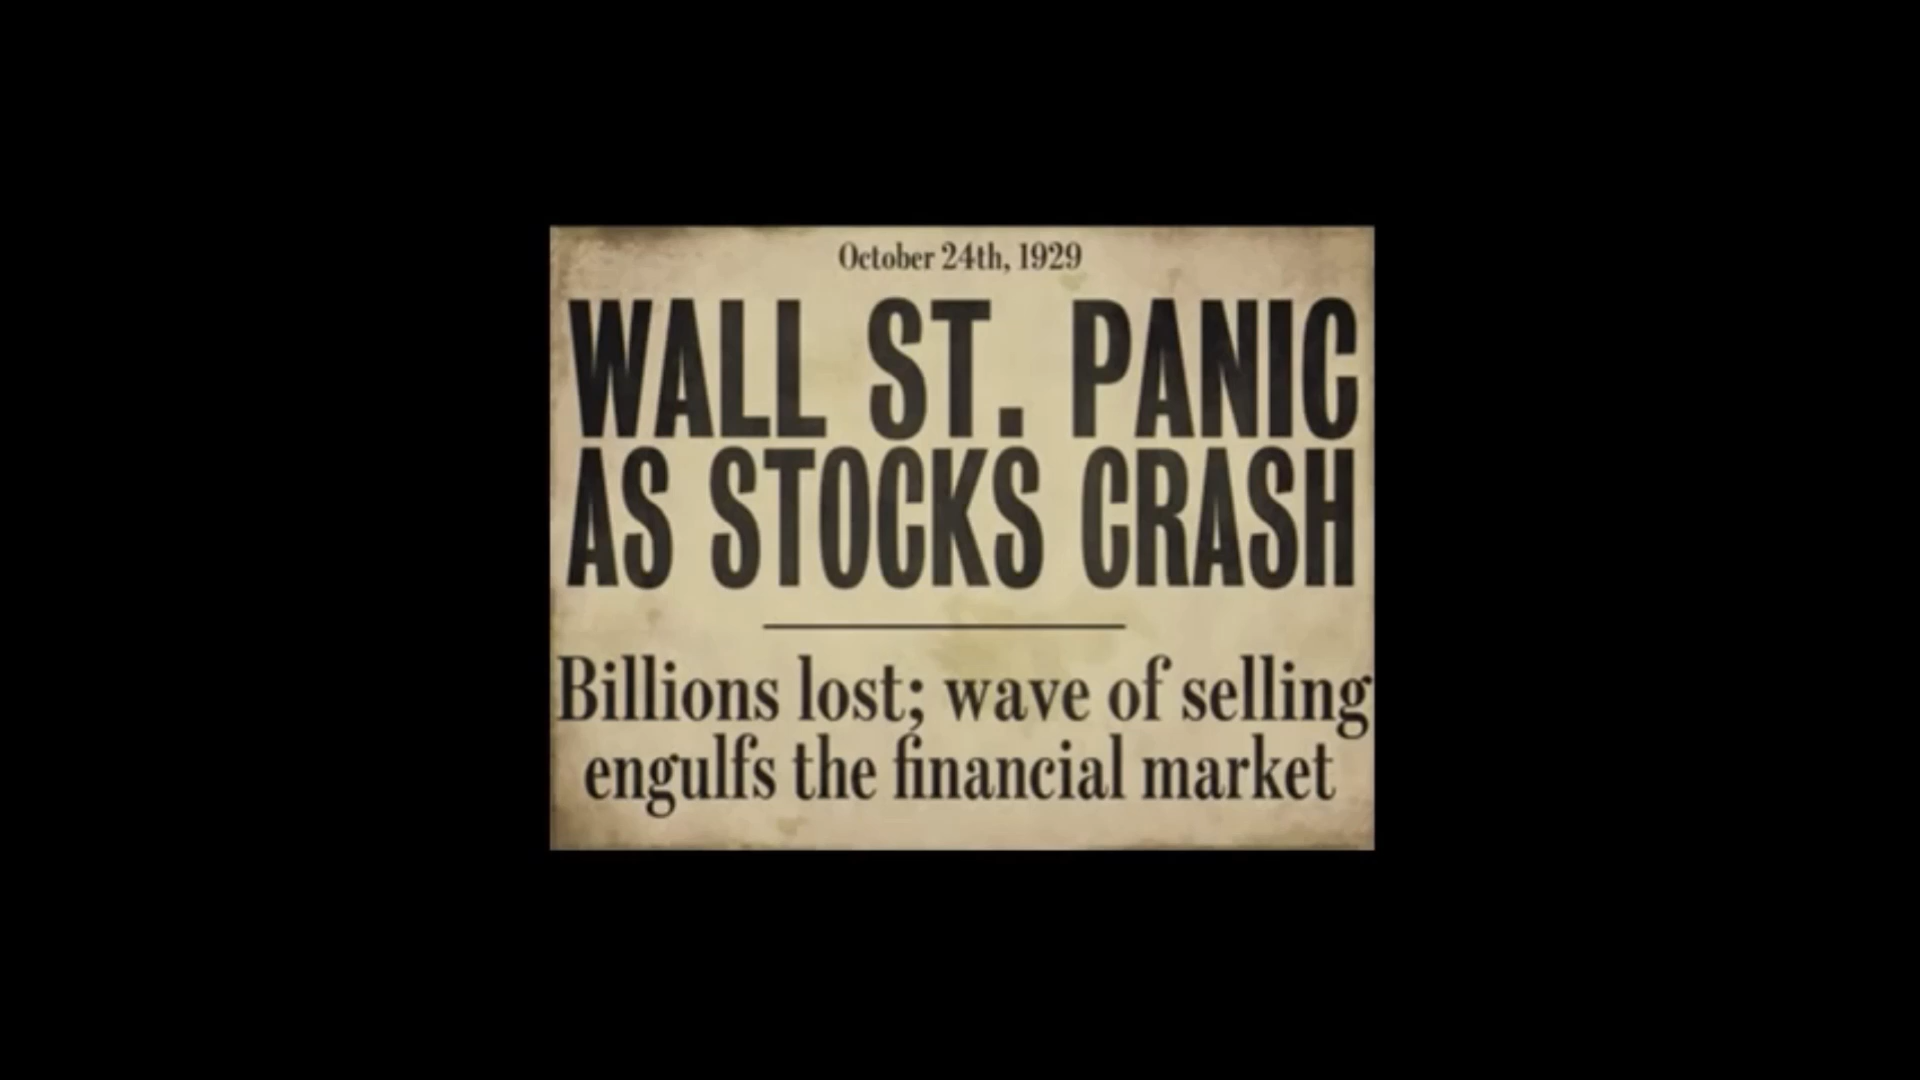 October 24th, 1929
WALL ST. PANIC
AS STOCKS CRASH
Billions lost; wave of selling
engulfs the financial market